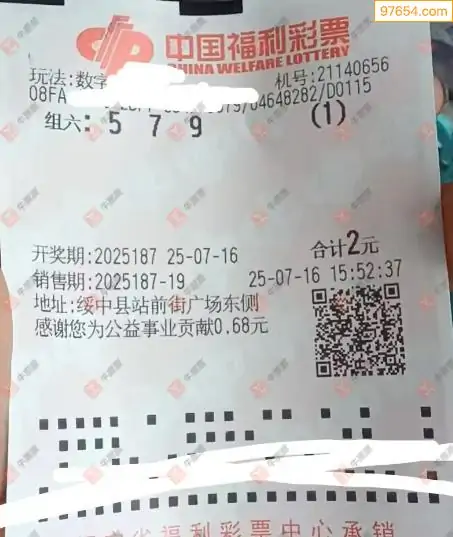 97654.com
中国福利彩票
CHINA WELFARE LOTTERY
玩法:数字 机号:21140656
08FA /04648282/D0115
组六: 5 7 9 (1)
开奖期:2025187 25-07-16 合计2元
销售期:2025187-19 25-07-16 15:52:37
地址:绥中县站前街广场东侧
感谢您为公益事业贡献0.68元
省福利彩票中心承销